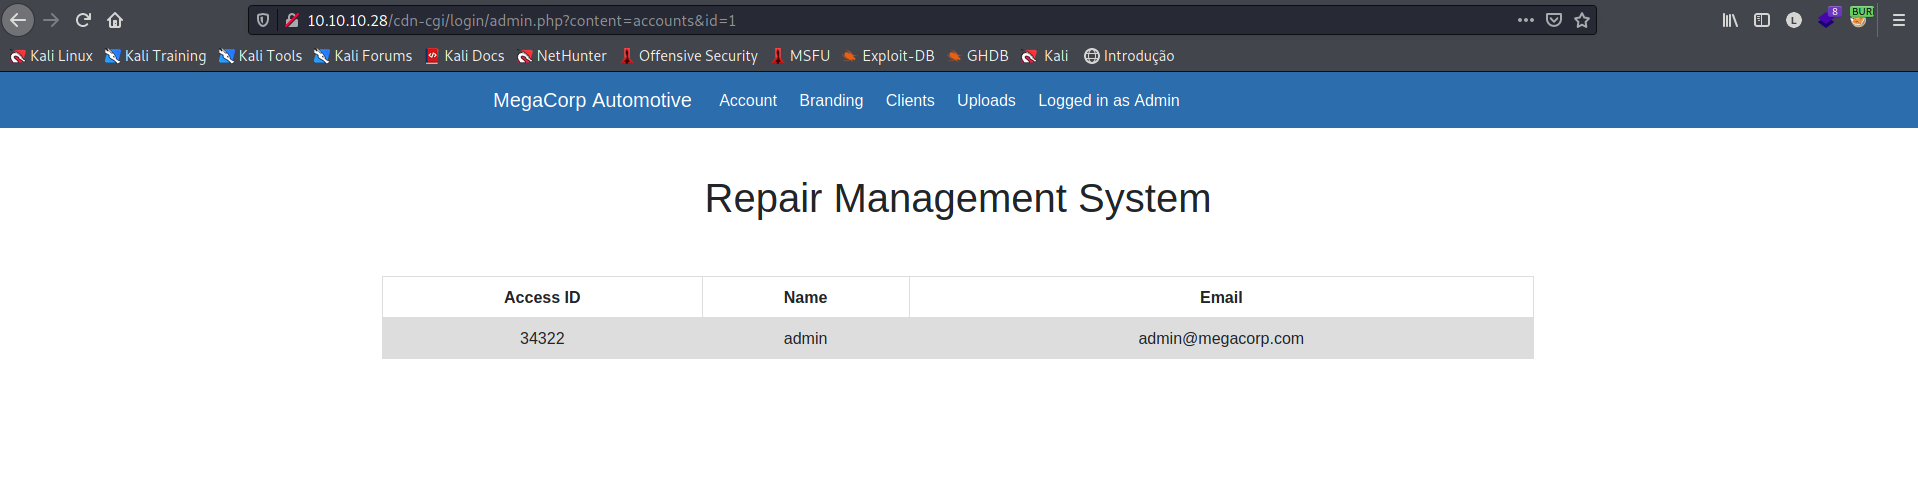 10.10.10.28/cdn-cgi/login/admin.php?content=accounts&id=1
L 8 BURP
Kali Linux Kali Training Kali Tools Kali Forums Kali Docs NetHunter Offensive Security MSFU Exploit-DB GHDB Kali Introdução
MegaCorp Automotive Account Branding Clients Uploads Logged in as Admin
Repair Management System
Access ID Name Email
34322 admin admin@megacorp.com